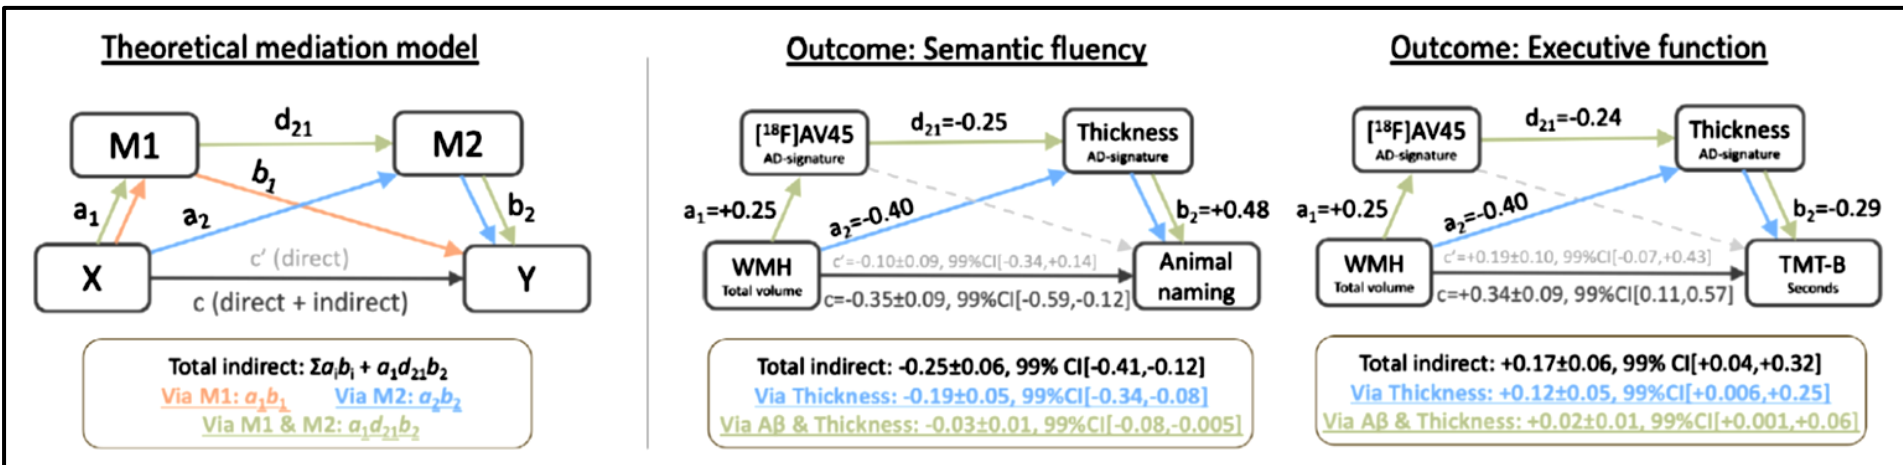 Theoretical mediation model
M1
d21
M2
a1
b1
a2
b2
X
c' (direct)
c (direct + indirect)
Y
Total indirect: Σaibi + a1d21b2
Via M1: a1b1
Via M2: a2b2
Via M1 & M2: a1d21b2
Outcome: Semantic fluency
[18F]AV45
AD-signature
d21=-0.25
Thickness
AD-signature
a1=+0.25
a2=-0.40
b2=+0.48
WMH
Total volume
c'=-0.10±0.09, 99%CI[-0.34,+0.14]
c=-0.35±0.09, 99%CI[-0.59,-0.12]
Animal
naming
Total indirect: -0.25±0.06, 99% CI[-0.41,-0.12]
Via Thickness: -0.19±0.05, 99%CI[-0.34,-0.08]
Via Aβ & Thickness: -0.03±0.01, 99%CI[-0.08,-0.005]
Outcome: Executive function
[18F]AV45
AD-signature
d21=-0.24
Thickness
AD-signature
a1=+0.25
a2=-0.40
b2=-0.29
WMH
Total volume
c'=+0.19±0.10, 99%CI[-0.07,+0.43]
c=+0.34±0.09, 99%CI[0.11,0.57]
TMT-B
Seconds
Total indirect: +0.17±0.06, 99% CI[+0.04,+0.32]
Via Thickness: +0.12±0.05, 99%CI[+0.006,+0.25]
Via Aβ & Thickness: +0.02±0.01, 99%CI[+0.001,+0.06]